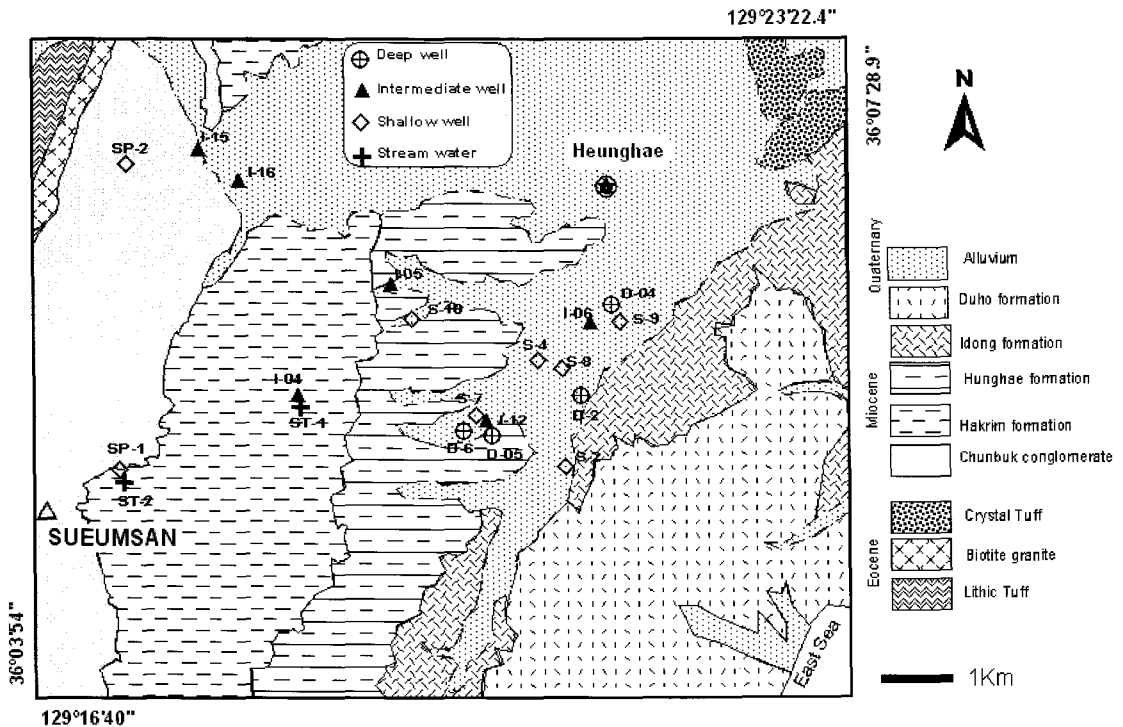 129°23'22.4"
36°07'28.9"
N
Deep well
Intermediate well
Shallow well
Stream water
SP-2
I-15
I-16
Heunghae
I-05
S-10
D-04
I-06
S-9
S-4
S-8
I-04
ST-1
S-7
I-12
D-2
D-6
D-05
S-2
SP-1
ST-2
SUEUMSAN
East Sea
36°03'54"
129°16'40"
Quaternary
Miocene
Eocene
Alluvium
Duho formation
Idong formation
Hunghae formation
Hakrim formation
Chunbuk conglomerate
Crystal Tuff
Biotite granite
Lithic Tuff
1Km